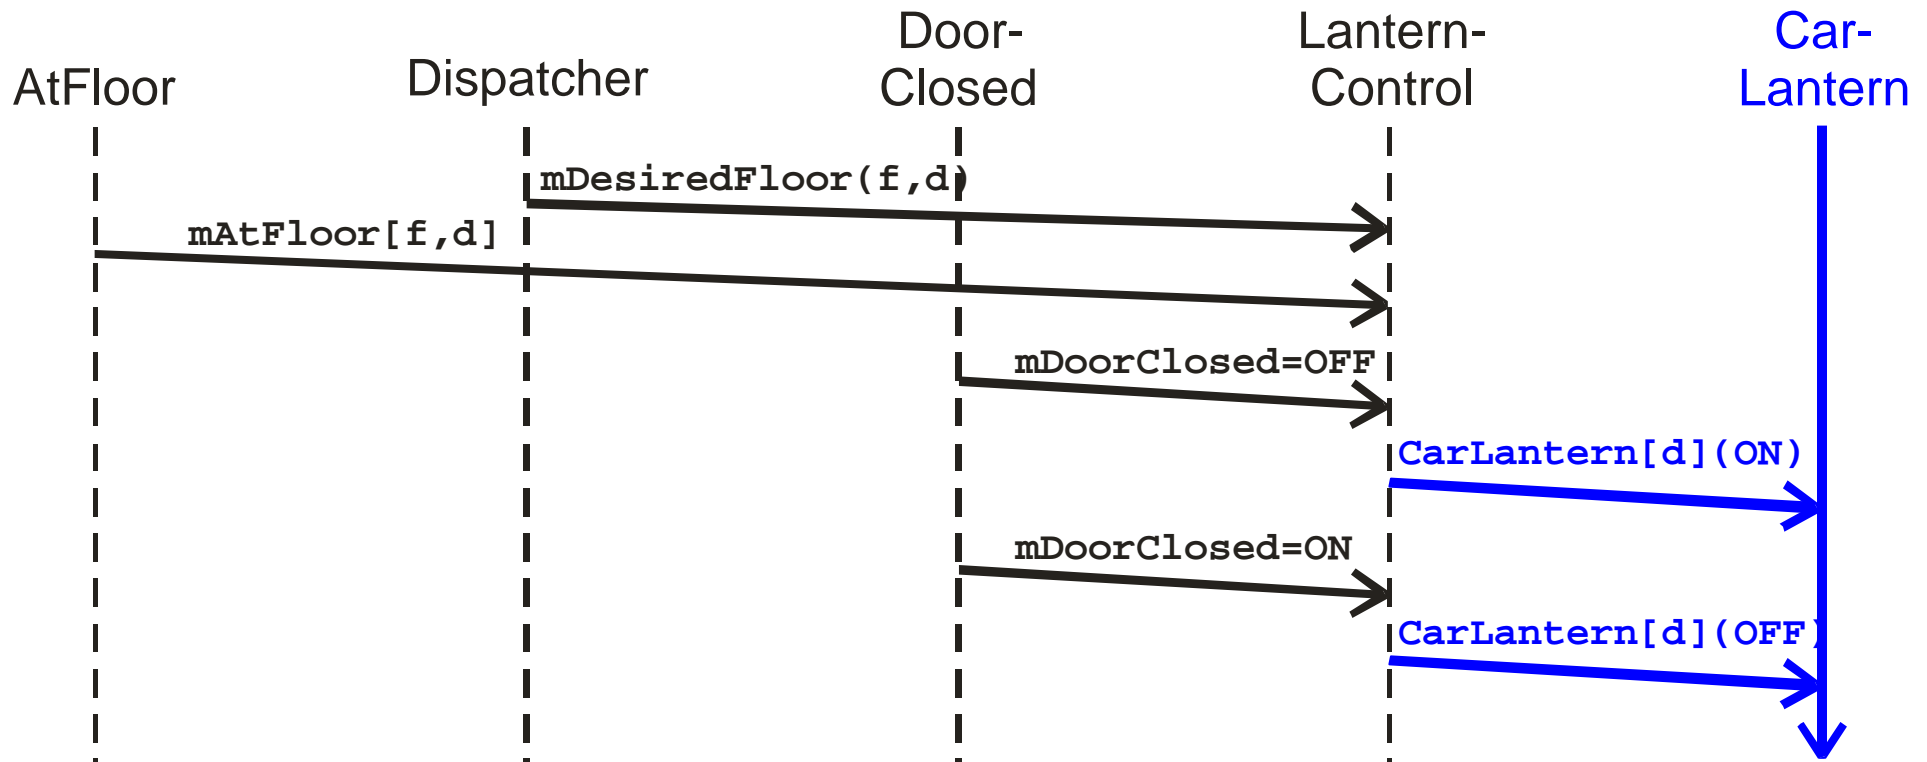 AtFloor
Dispatcher
Door-
Closed
Lantern-
Control
Car-
Lantern
mDesiredFloor(f,d)
mAtFloor[f,d]
mDoorClosed=OFF
CarLantern[d](ON)
mDoorClosed=ON
CarLantern[d](OFF)